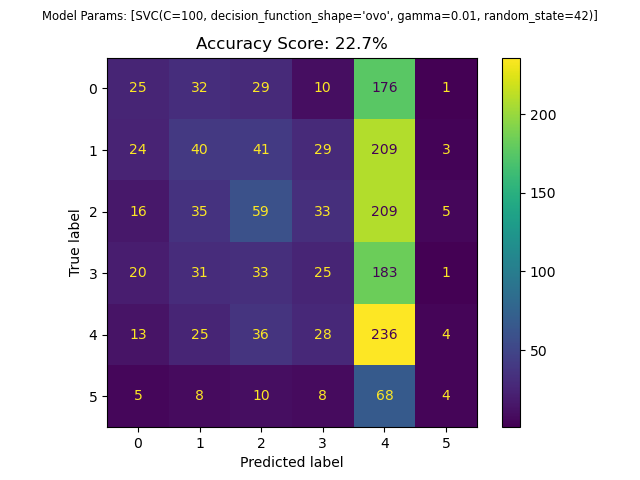 Model Params: [SVC(C=100, decision_function_shape='ovo', gamma=0.01, random_state=42)]
Accuracy Score: 22.7%
0 25 32 29 10 176 1
1 24 40 41 29 209 3
2 16 35 59 33 209 5
3 20 31 33 25 183 1
4 13 25 36 28 236 4
5 5 8 10 8 68 4
0 1 2 3 4 5
Predicted label
True label
200
150
100
50